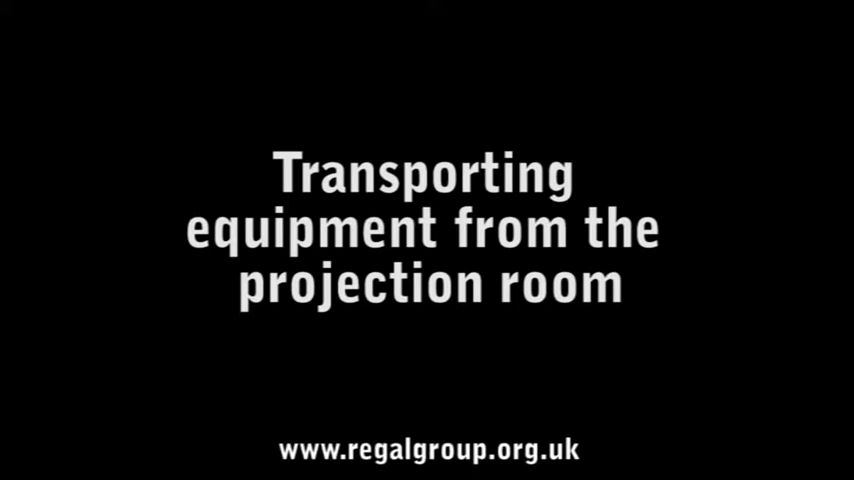 Transporting
equipment from the
projection room
www.regalgroup.org.uk